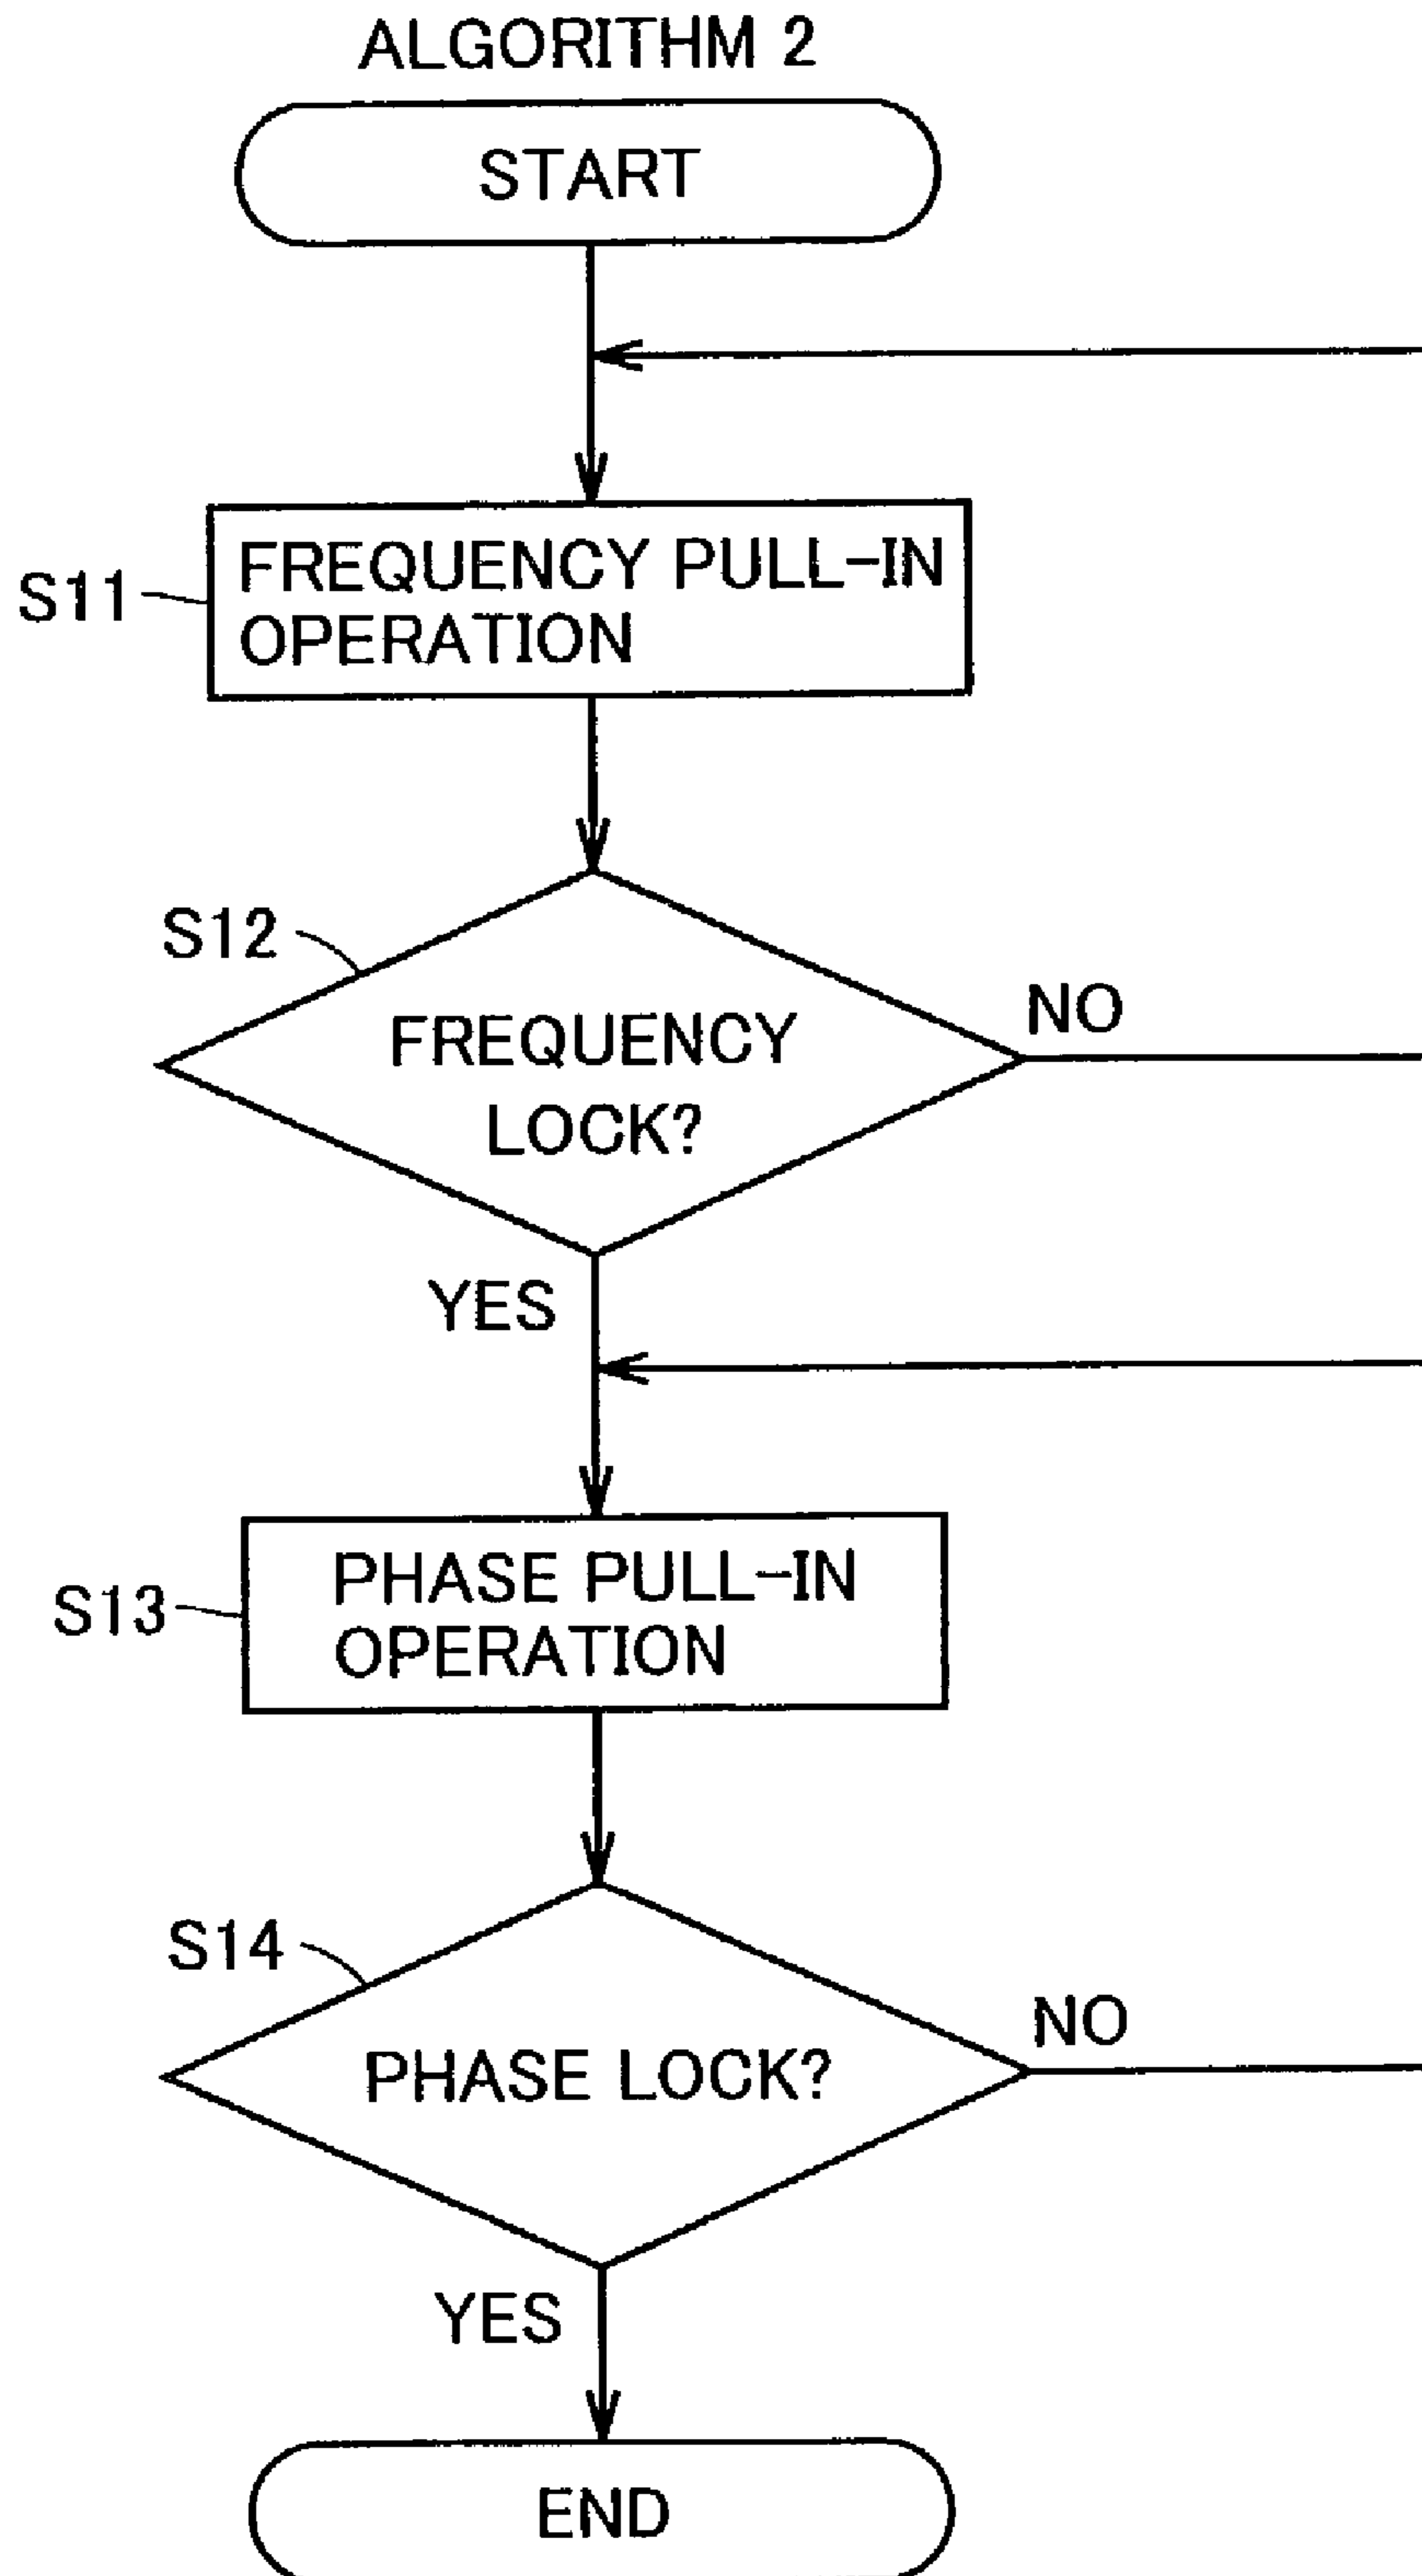 ALGORITHM 2
START
S11
FREQUENCY PULL-IN
OPERATION
S12
FREQUENCY
LOCK?
NO
YES
S13
PHASE PULL-IN
OPERATION
S14
PHASE LOCK?
NO
YES
END